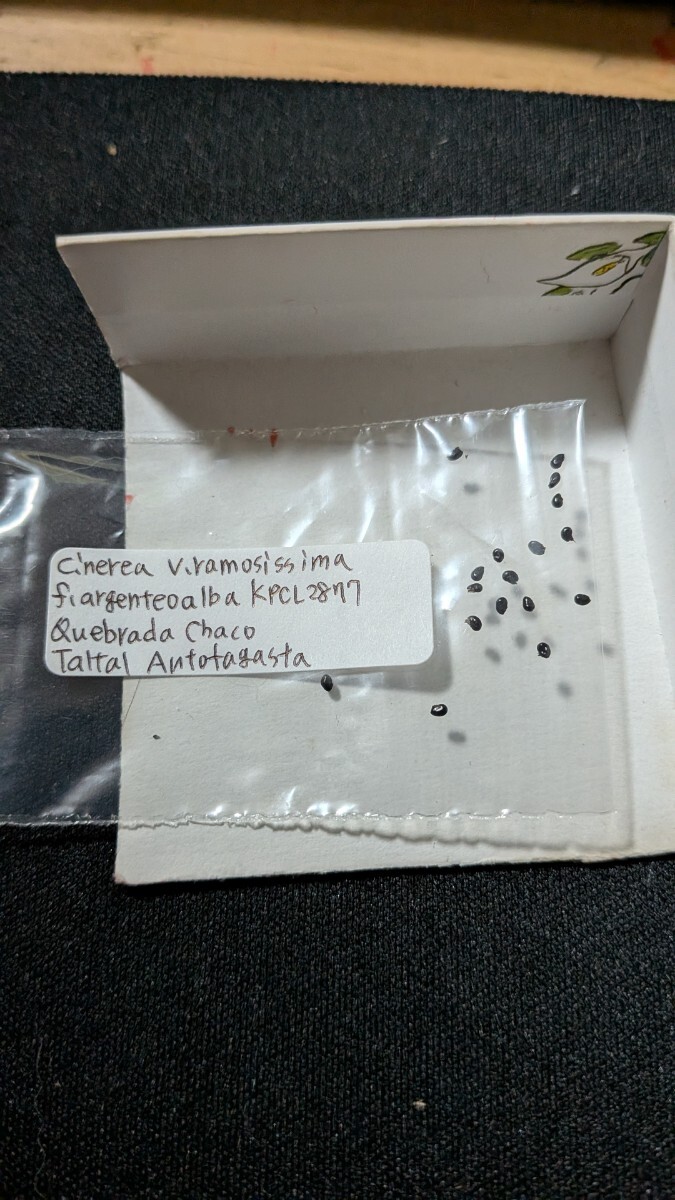 Cinerea v.ramosissima
f.argenteoalba KPCL2877
Quebrada Chaco
Taltal Antofagasta